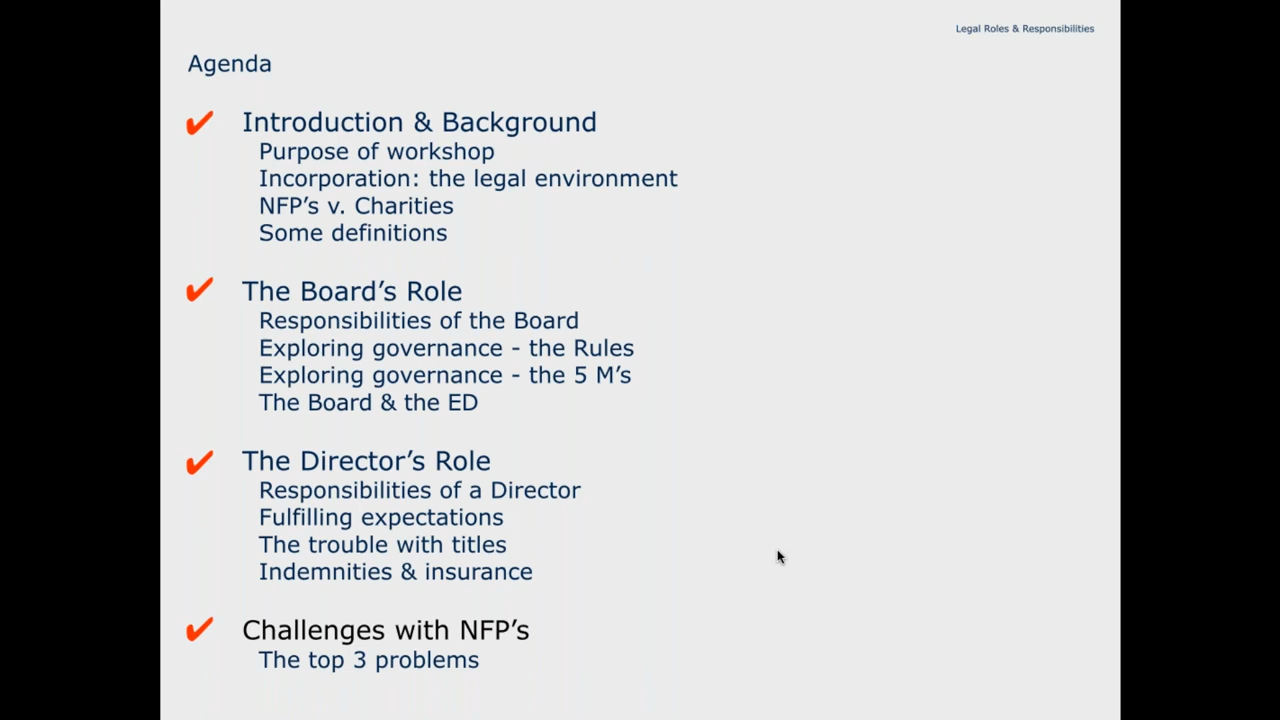 Legal Roles & Responsibilities
Agenda
Introduction & Background
Purpose of workshop
Incorporation: the legal environment
NFP’s v. Charities
Some definitions
The Board’s Role
Responsibilities of the Board
Exploring governance - the Rules
Exploring governance - the 5 M’s
The Board & the ED
The Director’s Role
Responsibilities of a Director
Fulfilling expectations
The trouble with titles
Indemnities & insurance
Challenges with NFP’s
The top 3 problems